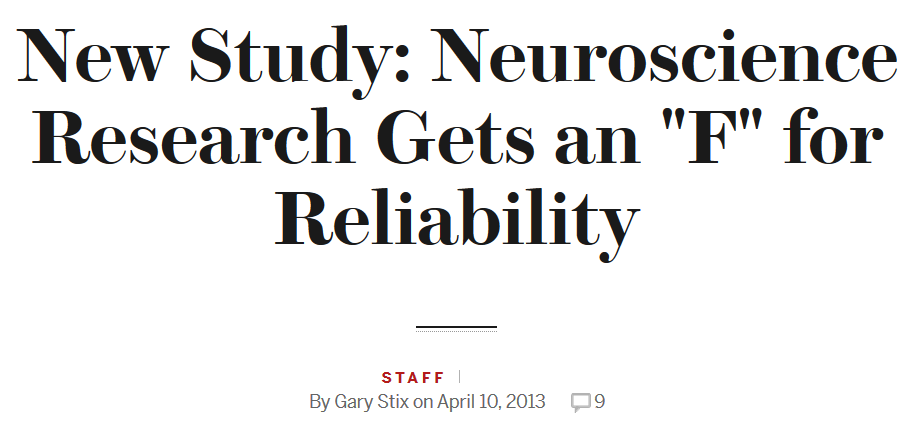 New Study: Neuroscience
Research Gets an "F" for
Reliability
STAFF
By Gary Stix on April 10, 2013 9